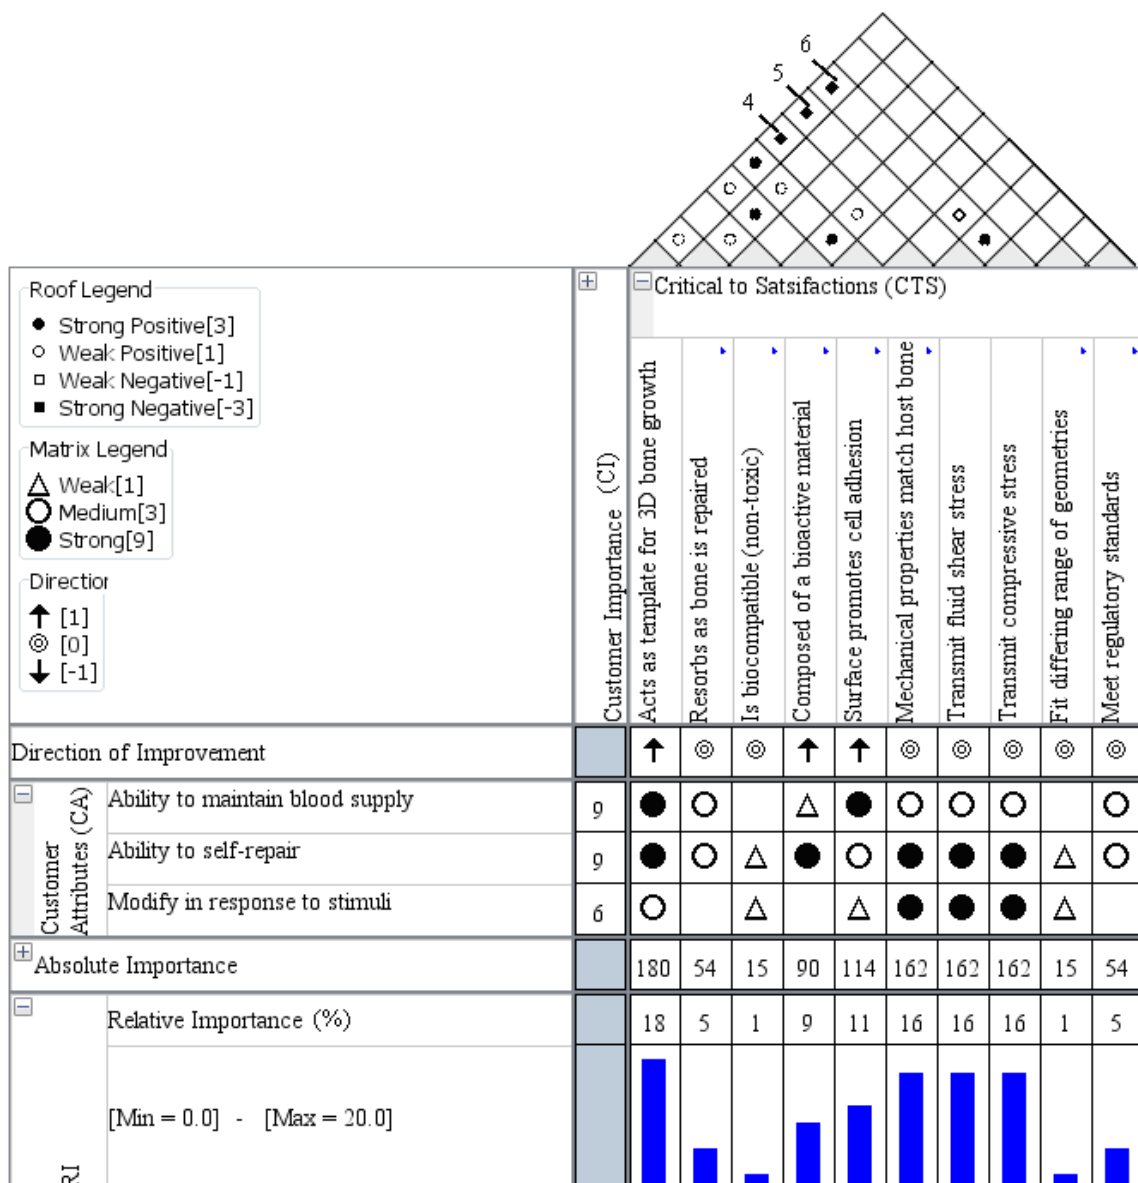 6
5
4
Roof Legend
Strong Positive[3]
Weak Positive[1]
Weak Negative[-1]
Strong Negative[-3]
Matrix Legend
Weak[1]
Medium[3]
Strong[9]
Direction
[1]
[0]
[-1]
Customer Importance (CI)
Critical to Satsifactions (CTS)
Acts as template for 3D bone growth
Resorbs as bone is repaired
Is biocompatible (non-toxic)
Composed of a bioactive material
Surface promotes cell adhesion
Mechanical properties match host bone
Transmit fluid shear stress
Transmit compressive stress
Fit differing range of geometries
Meet regulatory standards
Direction of Improvement
Customer
Attributes (CA)
Ability to maintain blood supply 9
Ability to self-repair 9
Modify in response to stimuli 6
Absolute Importance 180 54 15 90 114 162 162 162 15 54
Relative Importance (%) 18 5 1 9 11 16 16 16 1 5
[Min = 0.0] - [Max = 20.0]
RI